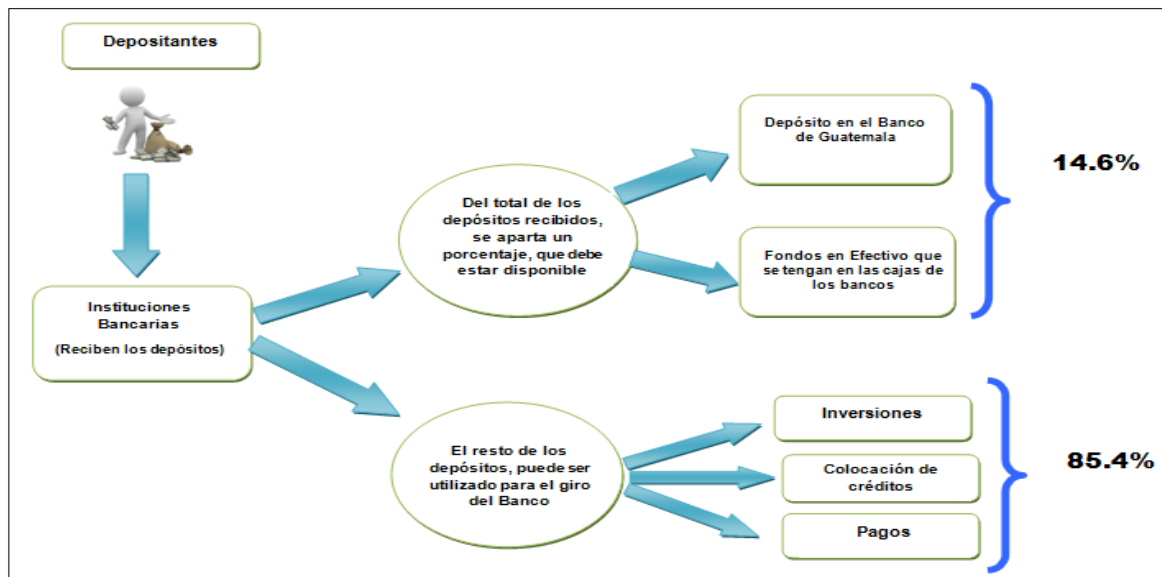 Depositantes
Instituciones
Bancarias
(Reciben los depósitos)
Del total de los
depósitos recibidos,
se aparta un
porcentaje, que debe
estar disponible
Depósito en el Banco
de Guatemala
Fondos en Efectivo que
se tengan en las cajas de
los bancos
14.6%
El resto de los
depósitos, puede ser
utilizado para el giro
del Banco
Inversiones
Colocación de
créditos
Pagos
85.4%